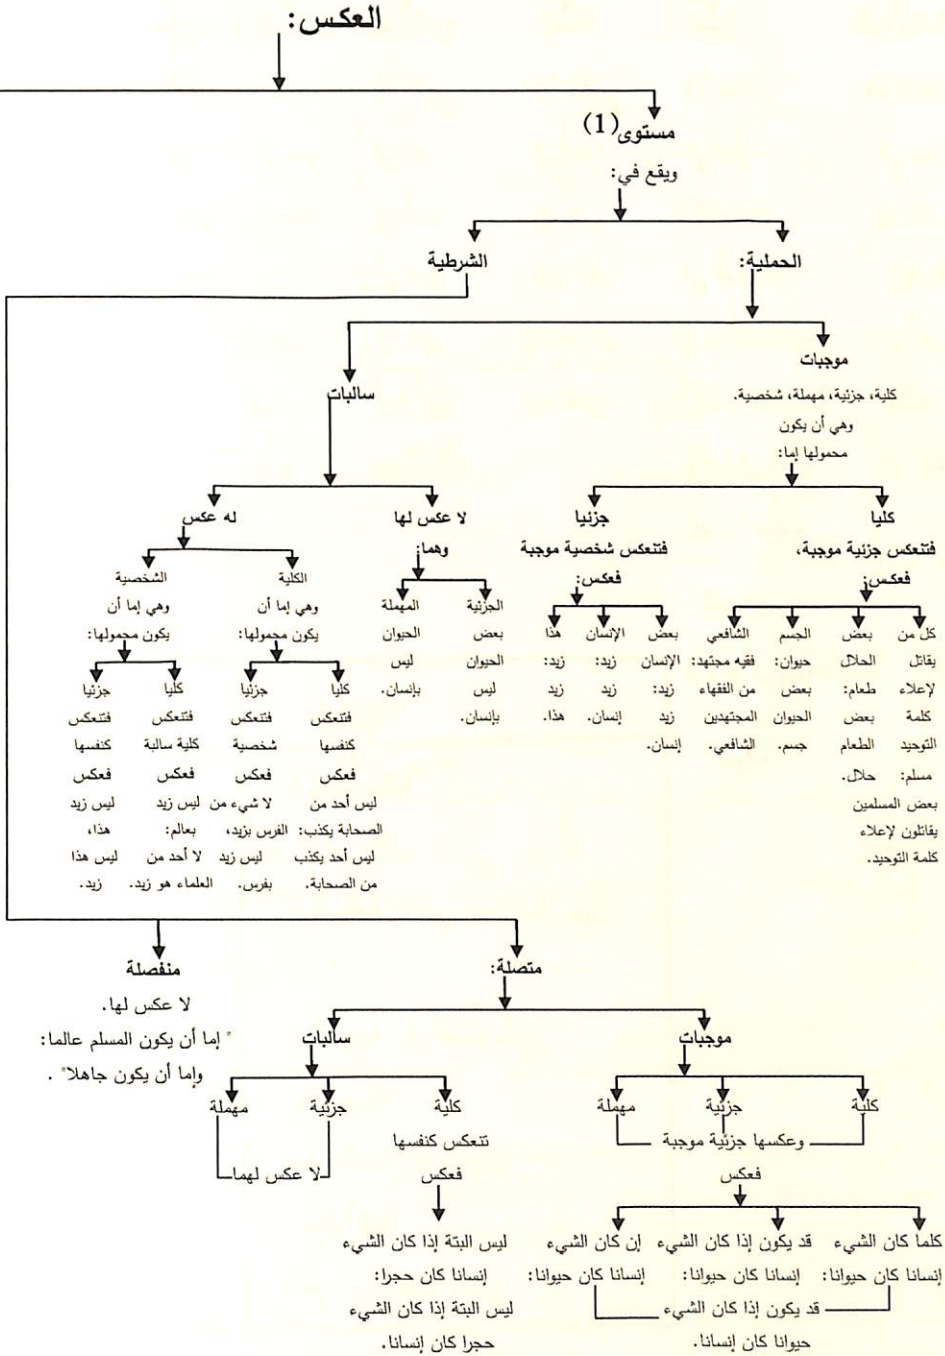 العكس:
مستوى(1)
ويقع في:
الحملية:
الشرطية
موجبات
كلية، جزئية، مهملة، شخصية.
وهي أن يكون
محمولها إما:
كليا
فتنعكس جزئية موجبة،
فعكس:
كل من
يقاتل
لإعلاء
كلمة
التوحيد
مسلم:
بعض المسلمين
يقاتلون لإعلاء
كلمة التوحيد.
بعض
الحلال
طعام:
بعض
الطعام
حلال.
الجسم
حيوان:
بعض
الحيوان
جسم.
الشافعي
فقيه مجتهد:
من الفقهاء
المجتهدين
الشافعي.
جزئيا
فتنعكس شخصية موجبة
فعكس:
بعض
الإنسان
زيد:
زيد
إنسان.
الإنسان
زيد:
زيد
إنسان.
هذا
زيد:
زيد
هذا.
سالبات
لا عكس لها
وهما:
الجزئية
بعض
الحيوان
ليس
بإنسان.
المهملة
الحيوان
ليس
بإنسان.
له عكس
الكلية
وهي إما أن
يكون محمولها:
كليا
فتنعكس
كنفسها
فعكس
ليس أحد من
الصحابة يكذب:
ليس أحد يكذب
من الصحابة.
جزئيا
فتنعكس
شخصية
فعكس
لا شيء من
الفرس بزيد،
ليس زيد
بفرس.
الشخصية
وهي إما أن
يكون محمولها:
كليا
فتنعكس
كلية سالبة
فعكس
ليس زيد
بعالم:
لا أحد من
العلماء هو زيد.
جزئيا
فتنعكس
كنفسها
فعكس
ليس زيد
هذا،
ليس هذا
زيد.
متصلة:
موجبات
كلية
جزئية
مهملة
وعكسها جزئية موجبة
فعكس
كلما كان الشيء
إنسانا كان حيوانا:
قد يكون إذا كان الشيء
إنسانا كان حيوانا:
إن كان الشيء
إنسانا كان حيوانا:
قد يكون إذا كان الشيء
حيوانا كان إنسانا.
سالبات
كلية
تنعكس كنفسها
فعكس
ليس البتة إذا كان الشيء
إنسانا كان حجرا:
ليس البتة إذا كان الشيء
حجرا كان إنسانا.
جزئية
مهملة
لا عكس لهما
منفصلة
لا عكس لها.
" إما أن يكون المسلم عالما:
وإما أن يكون جاهلا" .